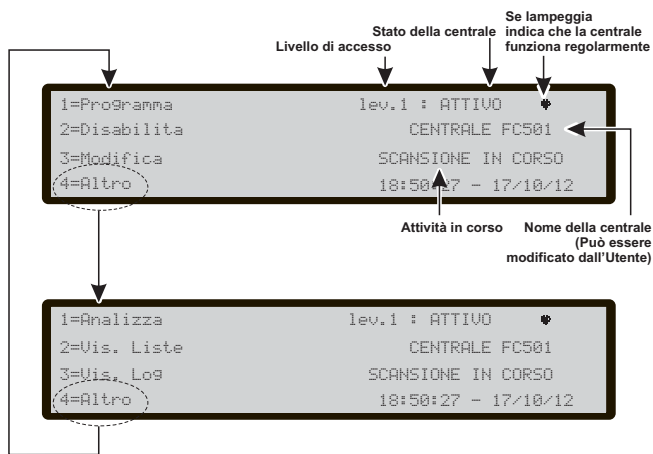 Se lampeggia
indica che la centrale
funziona regolarmente
Stato della centrale
Livello di accesso
1=Programma lev.1 : ATTIVO ♥
2=Disabilita CENTRALE FC501
3=Modifica SCANSIONE IN CORSO
4=Altro 18:50:27 - 17/10/12
Attività in corso
Nome della centrale
(Può essere
modificato dall'Utente)
1=Analizza lev.1 : ATTIVO ♥
2=Vis. Liste CENTRALE FC501
3=Vis. Log SCANSIONE IN CORSO
4=Altro 18:50:27 - 17/10/12